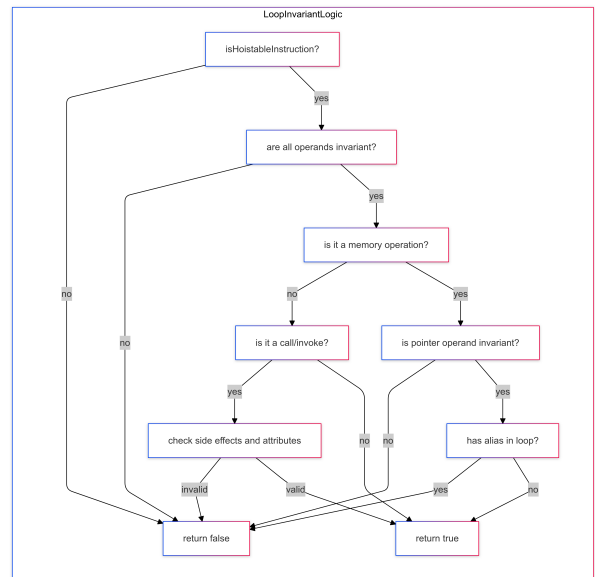 LoopInvariantLogic
isHoistableInstruction?
yes
are all operands invariant?
yes
is it a memory operation?
no
no
yes
no
is it a call/invoke?
is pointer operand invariant?
yes
yes
check side effects and attributes
no
no
has alias in loop?
invalid
valid
yes
no
return false
return true